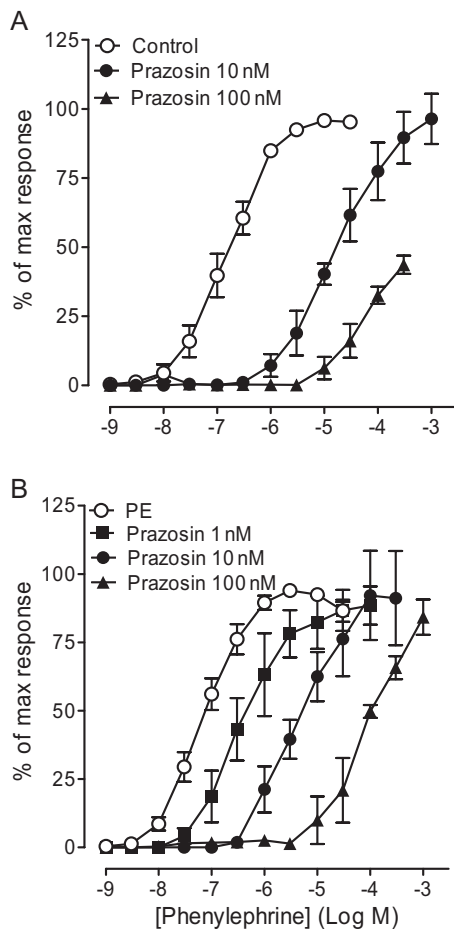 A
125
100
75
50
25
0
% of max response
Control
Prazosin 10 nM
Prazosin 100 nM
-9 -8 -7 -6 -5 -4 -3
B
125
100
75
50
25
0
% of max response
PE
Prazosin 1 nM
Prazosin 10 nM
Prazosin 100 nM
-9 -8 -7 -6 -5 -4 -3
[Phenylephrine] (Log M)